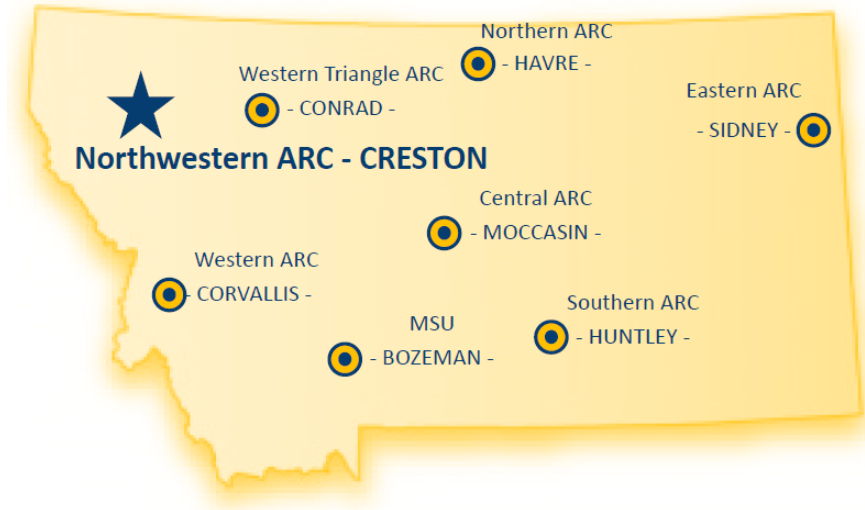 Northern ARC
- HAVRE -
Western Triangle ARC
- CONRAD -
Eastern ARC
- SIDNEY -
Northwestern ARC - CRESTON
Central ARC
- MOCCASIN -
Western ARC
- CORVALLIS -
Southern ARC
- HUNTLEY -
MSU
- BOZEMAN -